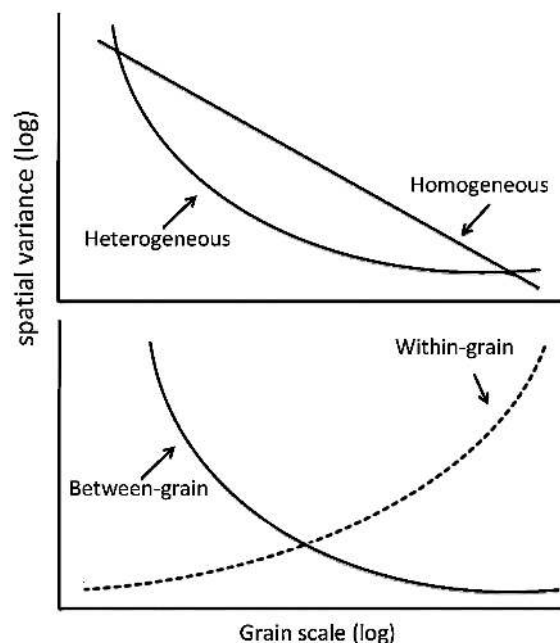 spatial variance (log)
Homogeneous
Heterogeneous
Within-grain
Between-grain
Grain scale (log)